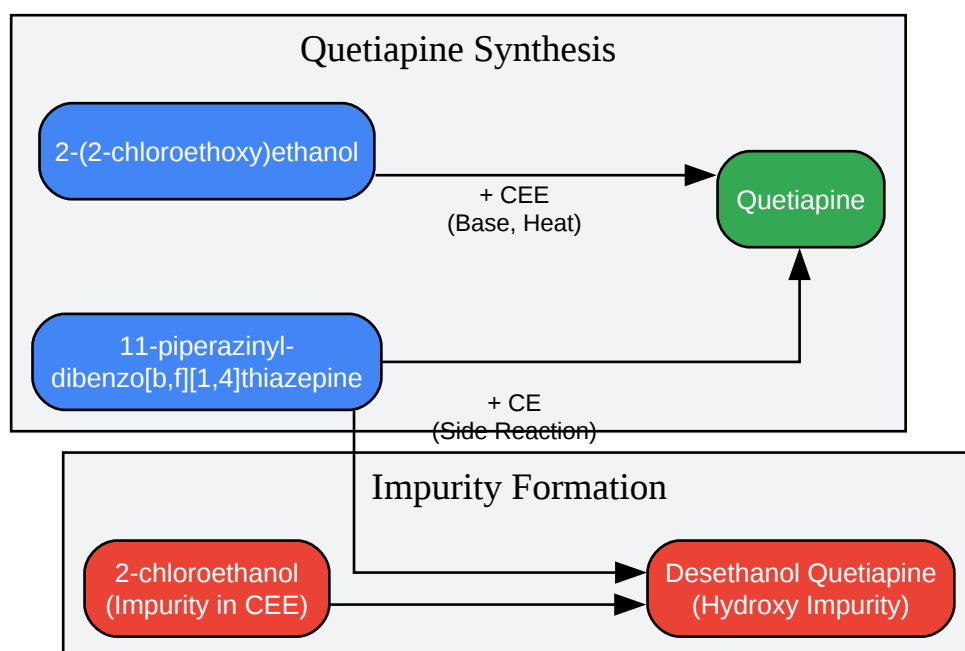 Quetiapine Synthesis
2-(2-chloroethoxy)ethanol
+ CEE
(Base, Heat)
Quetiapine
11-piperazinyl-
dibenzo[b,f][1,4]thiazepine
+ CE
(Side Reaction)
Impurity Formation
2-chloroethanol
(Impurity in CEE)
Desethanol Quetiapine
(Hydroxy Impurity)